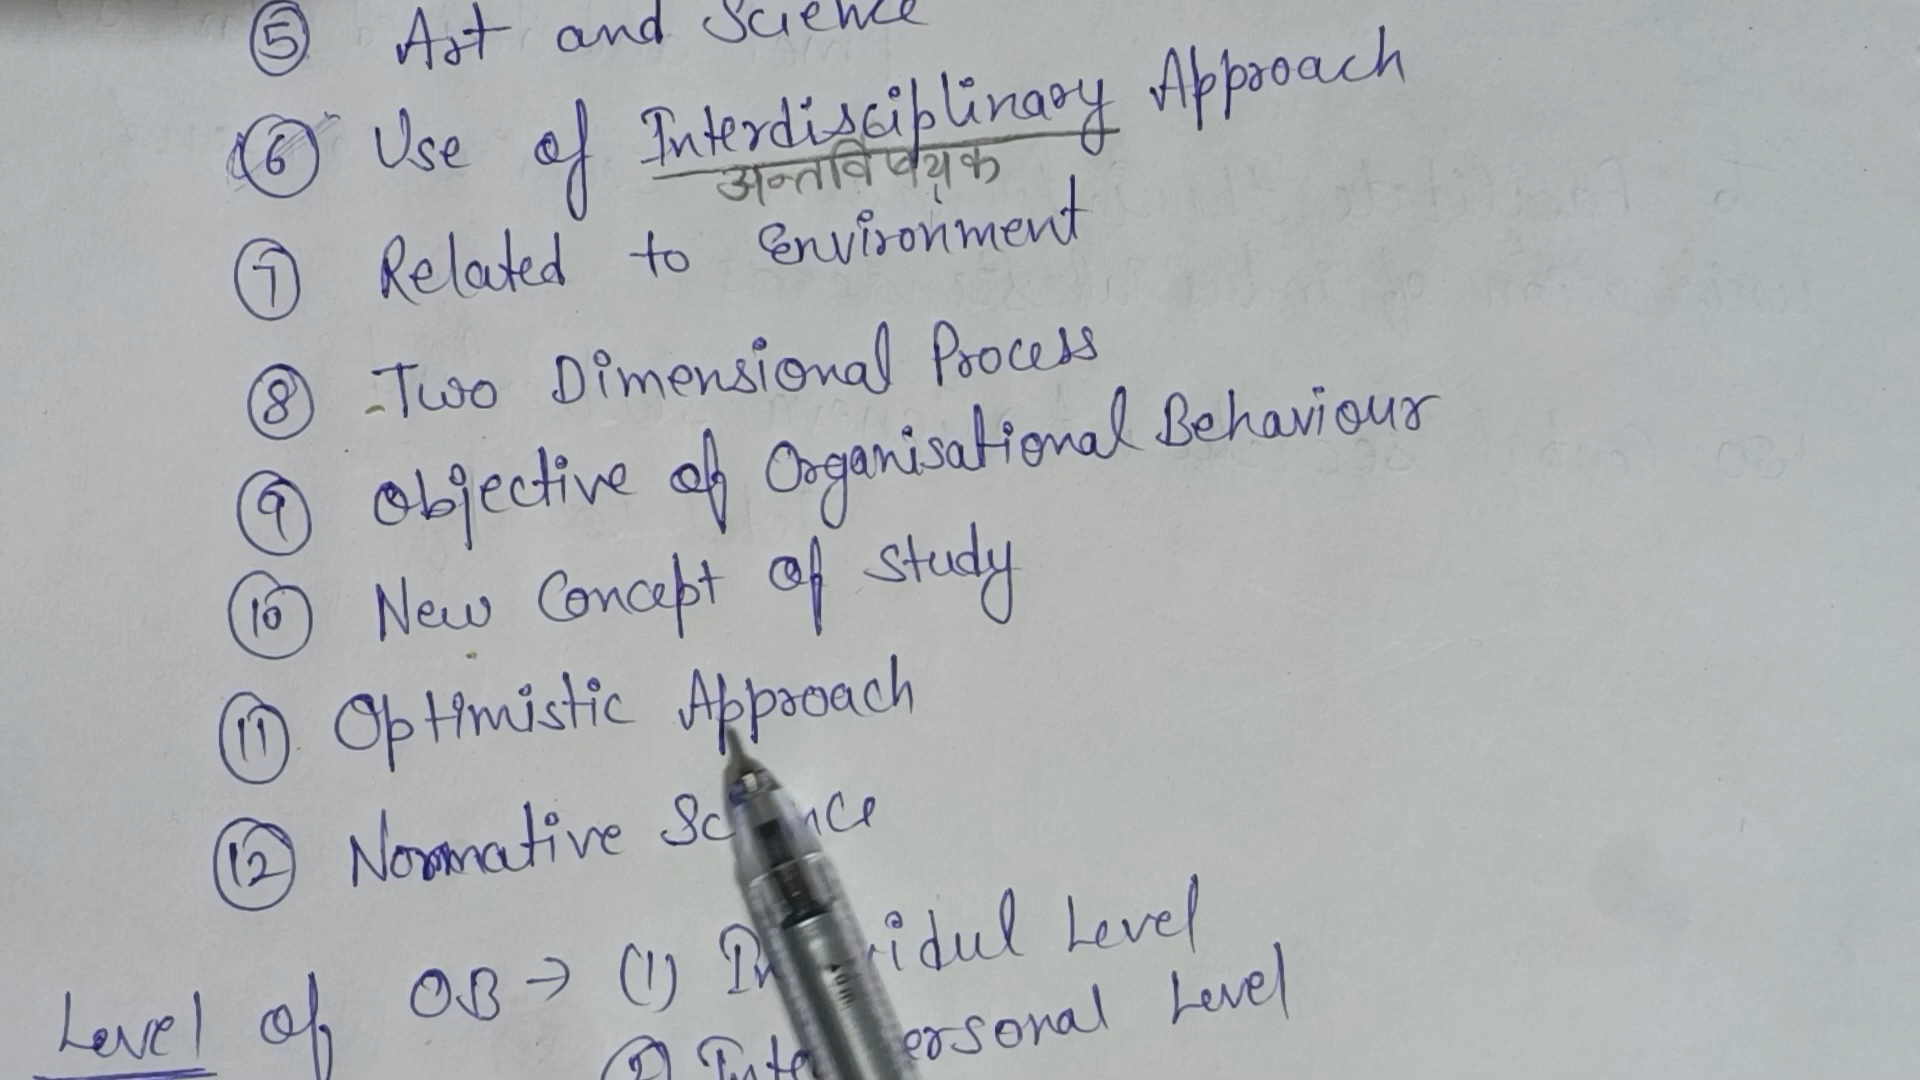 (5) Art and Science
(6) Use of Interdisciplinary Approach
अन्तर्विषयक
(7) Related to Environment
(8) Two Dimensional Process
(9) Objective of Organisational Behaviour
(10) New Concept of Study
(11) Optimistic Approach
(12) Normative
Level of OB → (1) Level
(2) Level